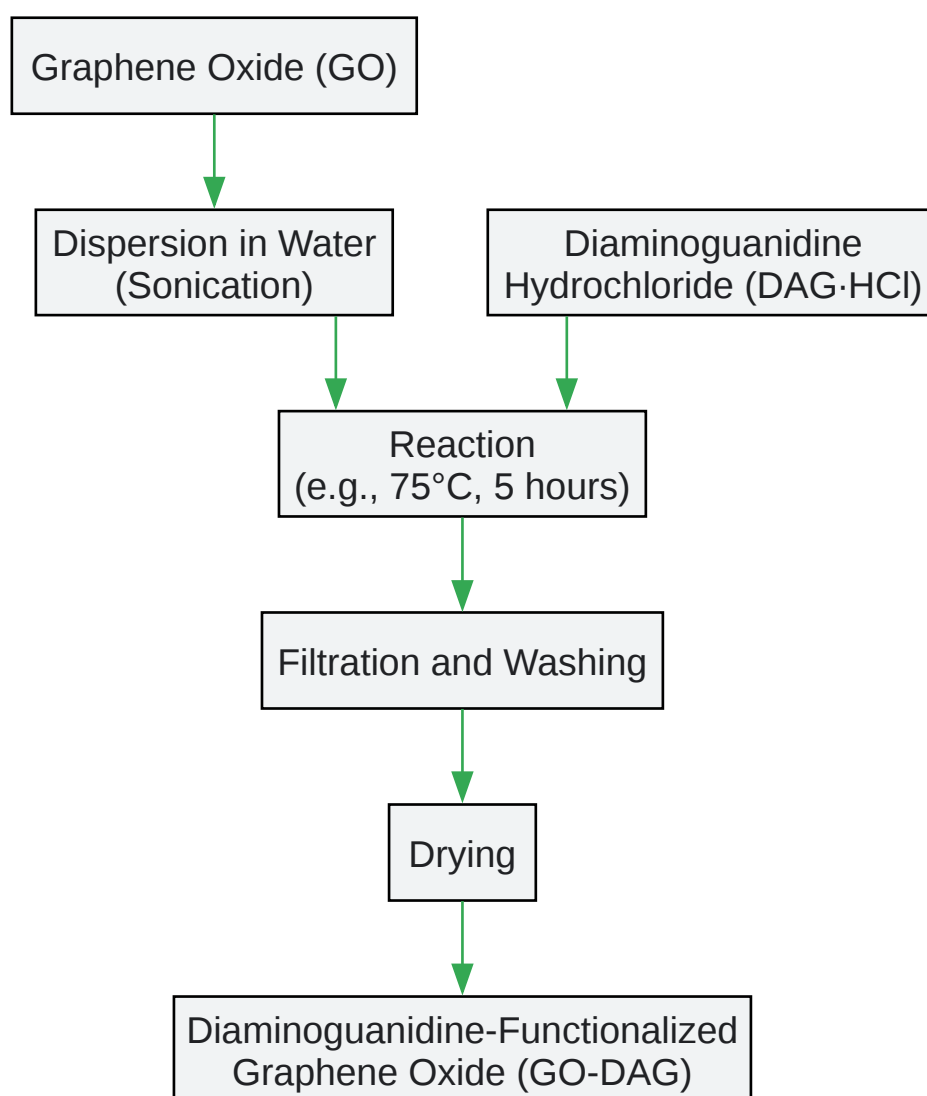 Graphene Oxide (GO)
Dispersion in Water
(Sonication)
Diaminoguanidine
Hydrochloride (DAG·HCl)
Reaction
(e.g., 75°C, 5 hours)
Filtration and Washing
Drying
Diaminoguanidine-Functionalized
Graphene Oxide (GO-DAG)